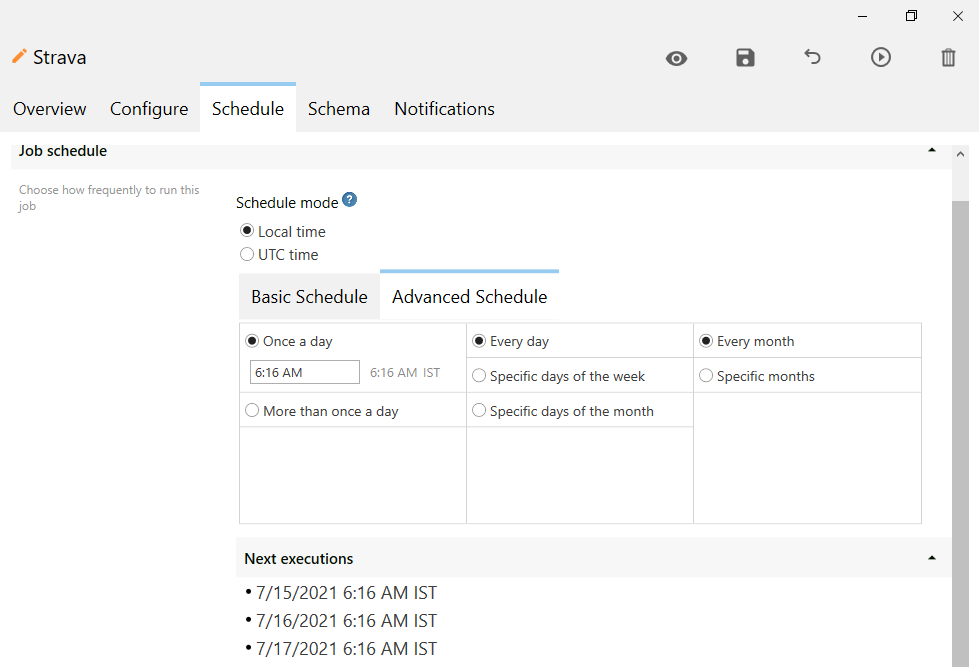 Strava
Overview Configure Schedule Schema Notifications
Job schedule
Choose how frequently to run this
job
Schedule mode ?
Local time
UTC time
Basic Schedule Advanced Schedule
Once a day Every day Every month
6:16 AM 6:16 AM IST Specific days of the week Specific months
More than once a day Specific days of the month
Next executions
• 7/15/2021 6:16 AM IST
• 7/16/2021 6:16 AM IST
• 7/17/2021 6:16 AM IST